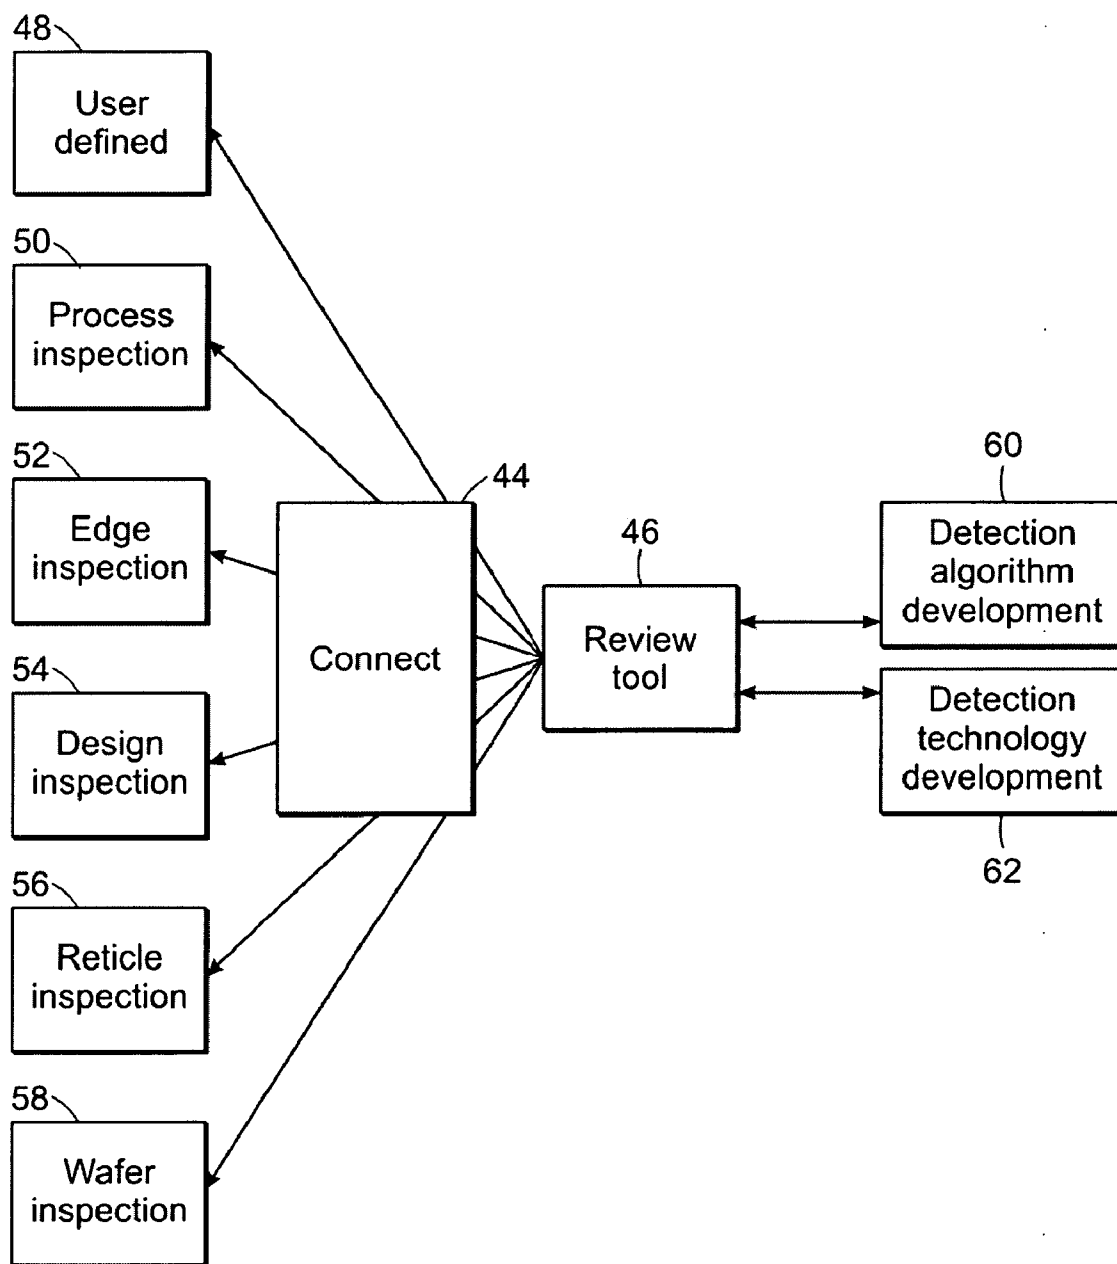 48
User
defined
50
Process
inspection
52
Edge
inspection
54
Design
inspection
56
Reticle
inspection
58
Wafer
inspection
44
Connect
46
Review
tool
60
Detection
algorithm
development
Detection
technology
development
62